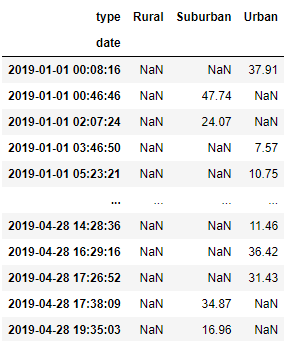 type Rural Suburban Urban
date
2019-01-01 00:08:16 NaN NaN 37.91
2019-01-01 00:46:46 NaN 47.74 NaN
2019-01-01 02:07:24 NaN 24.07 NaN
2019-01-01 03:46:50 NaN NaN 7.57
2019-01-01 05:23:21 NaN NaN 10.75
... ... ... ...
2019-04-28 14:28:36 NaN NaN 11.46
2019-04-28 16:29:16 NaN NaN 36.42
2019-04-28 17:26:52 NaN NaN 31.43
2019-04-28 17:38:09 NaN 34.87 NaN
2019-04-28 19:35:03 NaN 16.96 NaN